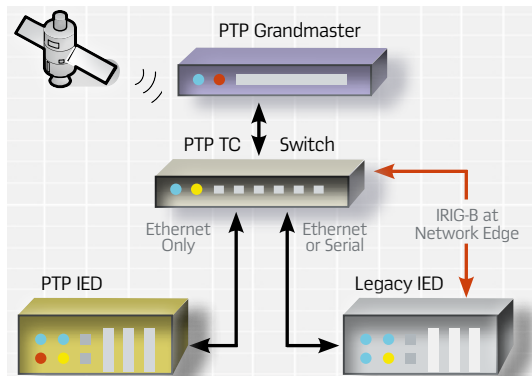 PTP Grandmaster
PTP TC Switch
Ethernet
Only
Ethernet
or Serial
IRIG-B at
Network Edge
PTP IED
Legacy IED